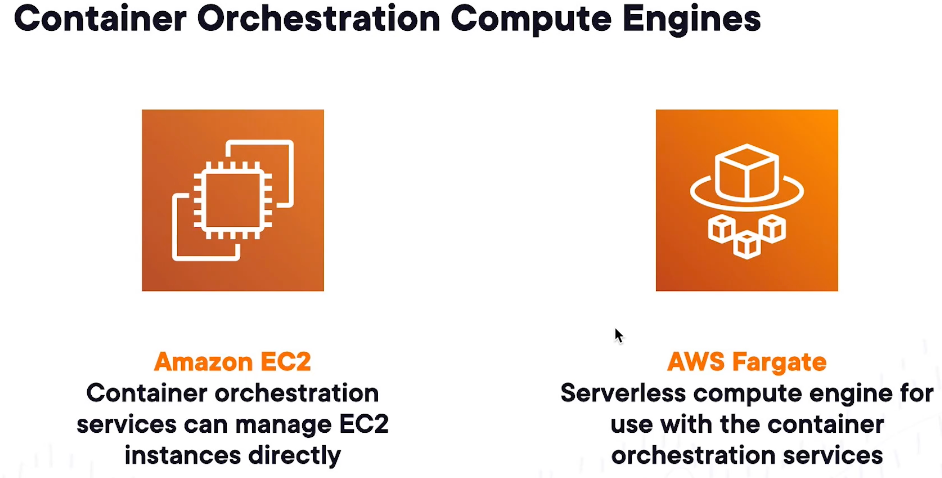 Container Orchestration Compute Engines
Amazon EC2
Container orchestration
services can manage EC2
instances directly
AWS Fargate
Serverless compute engine for
use with the container
orchestration services